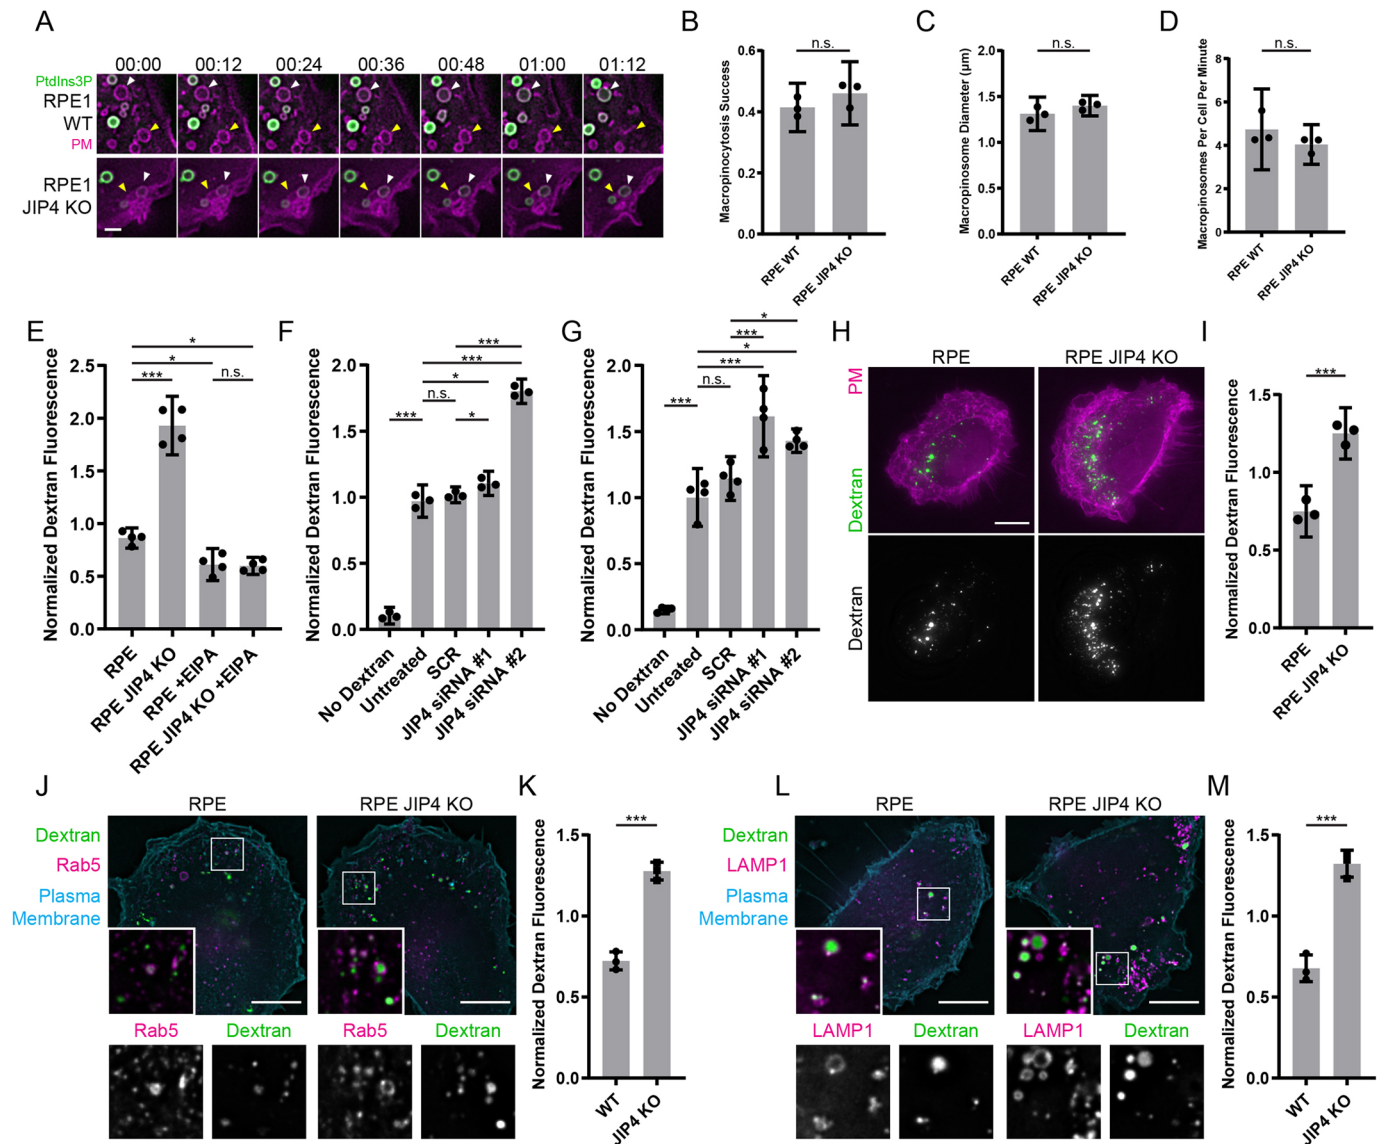 A
00:00 00:12 00:24 00:36 00:48 01:00 01:12
PtdIns3P
RPE1
WT
PM
RPE1
JIP4 KO
B
n.s.
Macropinocytosis Success
0.6
0.4
0.2
0.0
RPE WT
RPE JIP4 KO
C
n.s.
Macropinosome Diameter (µm)
2.0
1.5
1.0
0.5
0.0
RPE WT
RPE JIP4 KO
D
n.s.
Macropinosomes Per Cell Per Minute
8
6
4
2
0
RPE WT
RPE JIP4 KO
E
Normalized Dextran Fluorescence
2.5
2.0
1.5
1.0
0.5
0.0
*
*
*** n.s.
RPE
RPE JIP4 KO
RPE +EIPA
RPE JIP4 KO +EIPA
F
Normalized Dextran Fluorescence
2.0
1.5
1.0
0.5
0.0
***
***
*
n.s.
*** *
No Dextran
Untreated
SCR
JIP4 siRNA #1
JIP4 siRNA #2
G
Normalized Dextran Fluorescence
2.0
1.5
1.0
0.5
0.0
*
***
*
***
n.s.
***
No Dextran
Untreated
SCR
JIP4 siRNA #1
JIP4 siRNA #2
H
RPE RPE JIP4 KO
PM
Dextran
Dextran
I
Normalized Dextran Fluorescence
1.5
1.0
0.5
0.0
***
RPE
RPE JIP4 KO
J
RPE RPE JIP4 KO
Dextran
Rab5
Plasma
Membrane
Rab5 Dextran Rab5 Dextran
K
Normalized Dextran Fluorescence
1.5
1.0
0.5
0.0
***
WT
JIP4 KO
L
RPE RPE JIP4 KO
Dextran
LAMP1
Plasma
Membrane
LAMP1 Dextran LAMP1 Dextran
M
Normalized Dextran Fluorescence
1.5
1.0
0.5
0.0
***
WT
JIP4 KO